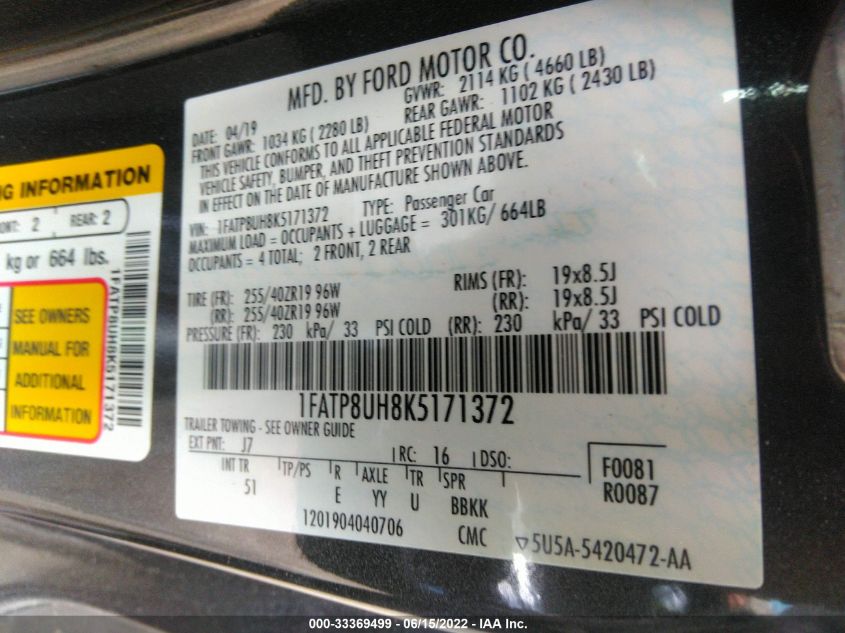 MFD. BY FORD MOTOR CO.
DATE: 04/19 GVWR: 2114 KG ( 4660 LB)
FRONT GAWR: 1034 KG ( 2280 LB) REAR GAWR: 1102 KG ( 2430 LB)
THIS VEHICLE CONFORMS TO ALL APPLICABLE FEDERAL MOTOR
VEHICLE SAFETY, BUMPER, AND THEFT PREVENTION STANDARDS
IN EFFECT ON THE DATE OF MANUFACTURE SHOWN ABOVE.
VIN: 1FATP8UH8K5171372 TYPE: Passenger Car
MAXIMUM LOAD = OCCUPANTS + LUGGAGE = 301KG/ 664LB
OCCUPANTS = 4 TOTAL; 2 FRONT, 2 REAR
TIRE (FR): 255/40ZR19 96W RIMS (FR): 19x8.5J
(RR): 255/40ZR19 96W (RR): 19x8.5J
PRESSURE (FR): 230 kPa/ 33 PSI COLD (RR): 230 kPa/ 33 PSI COLD
1FATP8UH8K5171372
TRAILER TOWING - SEE OWNER GUIDE
EXT PNT: J7 RC: 16 DSO:
INT TR TP/PS R AXLE TR SPR
51 E YY U BBKK
F0081
R0087
1201904040706 CMC 5U5A-5420472-AA
NG INFORMATION
ONT: 2 REAR: 2
kg or 664 lbs.
SEE OWNERS
MANUAL FOR
ADDITIONAL
INFORMATION
1FATP8UH8K5171372
000-33369499 - 06/15/2022 - IAA Inc.